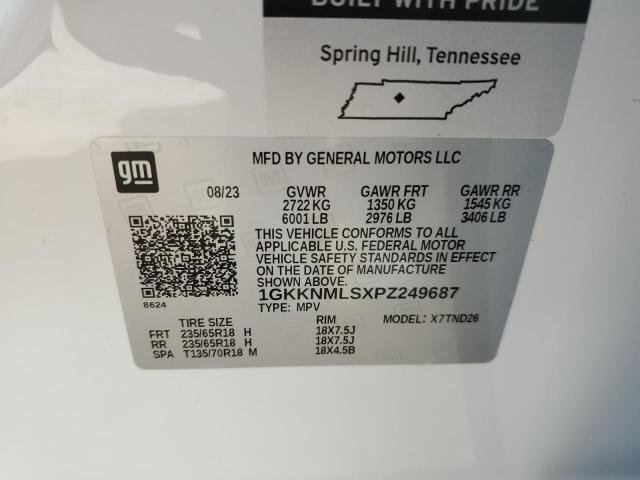 BUILT WITH PRIDE
Spring Hill, Tennessee
gm
MFD BY GENERAL MOTORS LLC
08/23 GVWR GAWR FRT GAWR RR
2722 KG 1350 KG 1545 KG
6001 LB 2976 LB 3406 LB
THIS VEHICLE CONFORMS TO ALL
APPLICABLE U.S. FEDERAL MOTOR
VEHICLE SAFETY STANDARDS IN EFFECT
ON THE DATE OF MANUFACTURE
SHOWN ABOVE.
8624
1GKKNMLSXPZ249687
TYPE: MPV MODEL: X7TND26
TIRE SIZE RIM
FRT 235/65R18 H 18X7.5J
RR 235/65R18 H 18X7.5J
SPA T135/70R18 M 18X4.5B